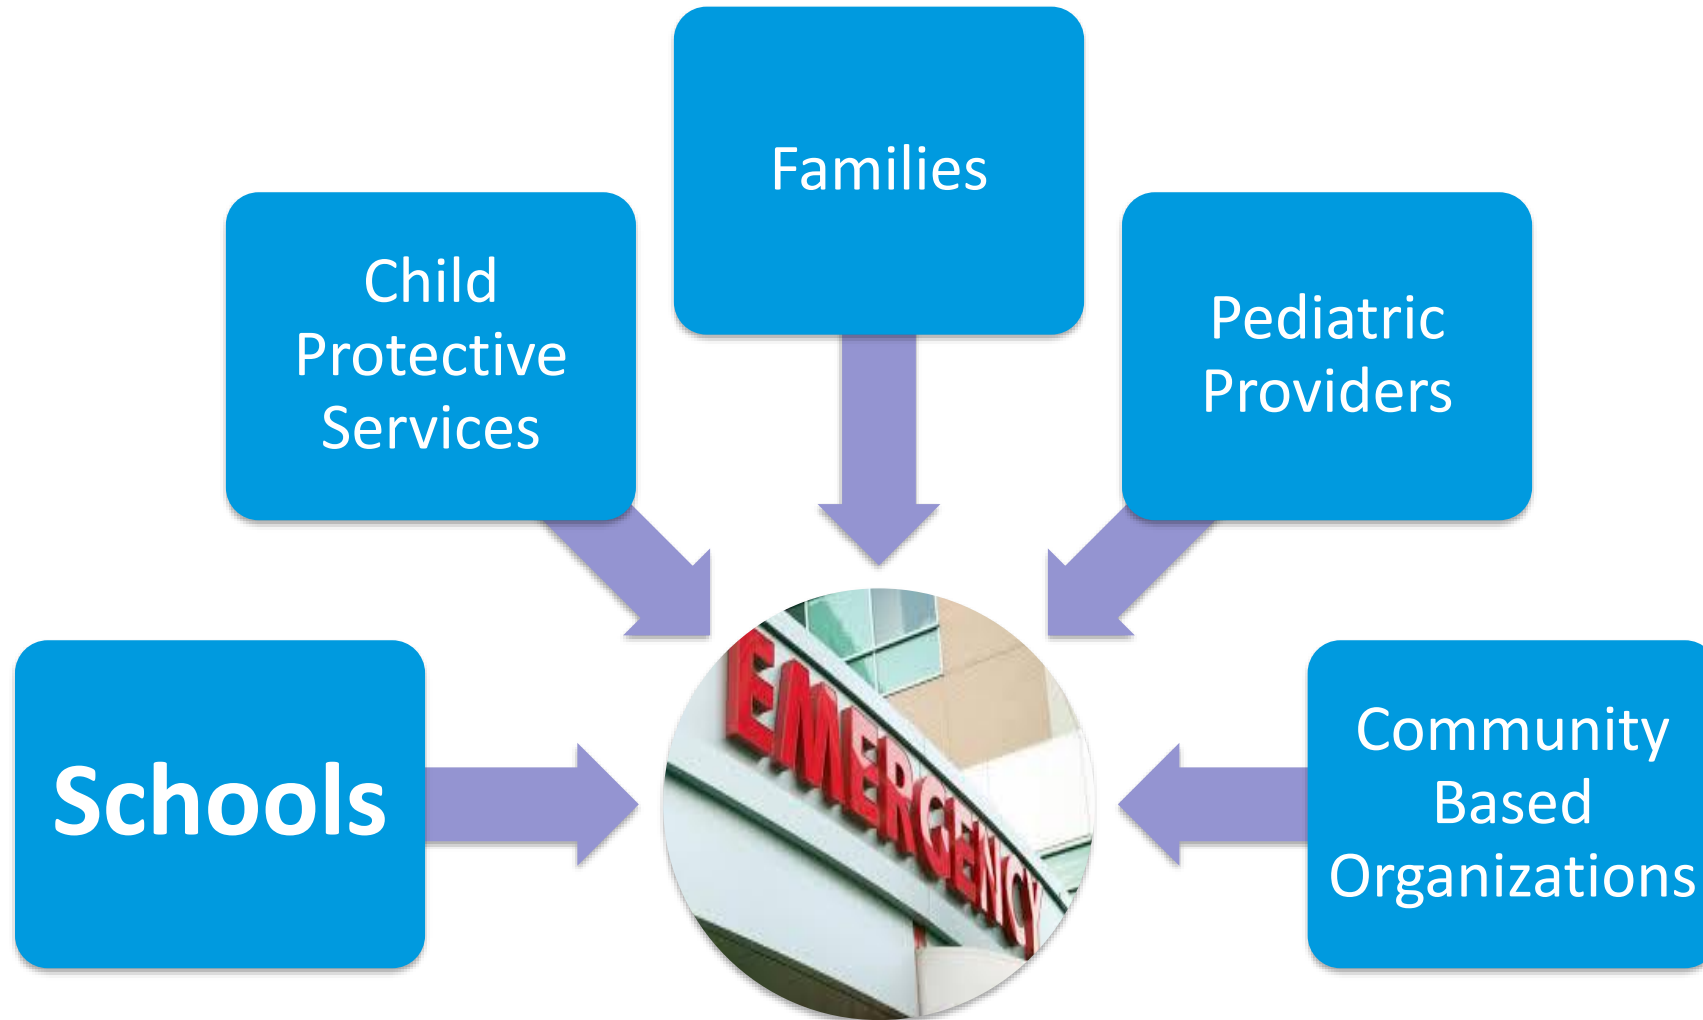 Families
Child
Protective
Services
Pediatric
Providers
Schools
EMERGENCY
Community
Based
Organizations